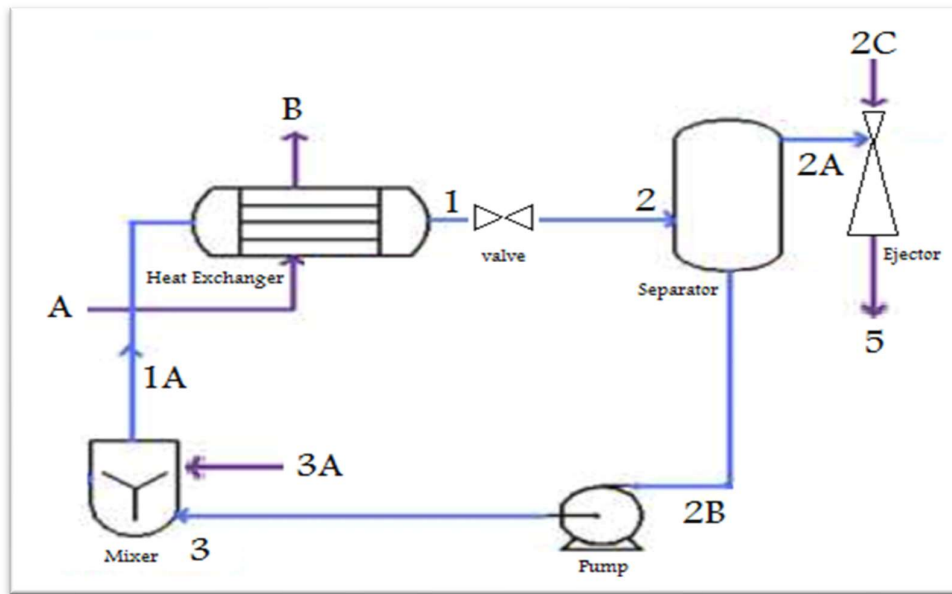 2C
B
2A
1
2
valve
Ejector
Heat Exchanger
Separator
A
5
1A
3A
2B
3
Mixer
Pump